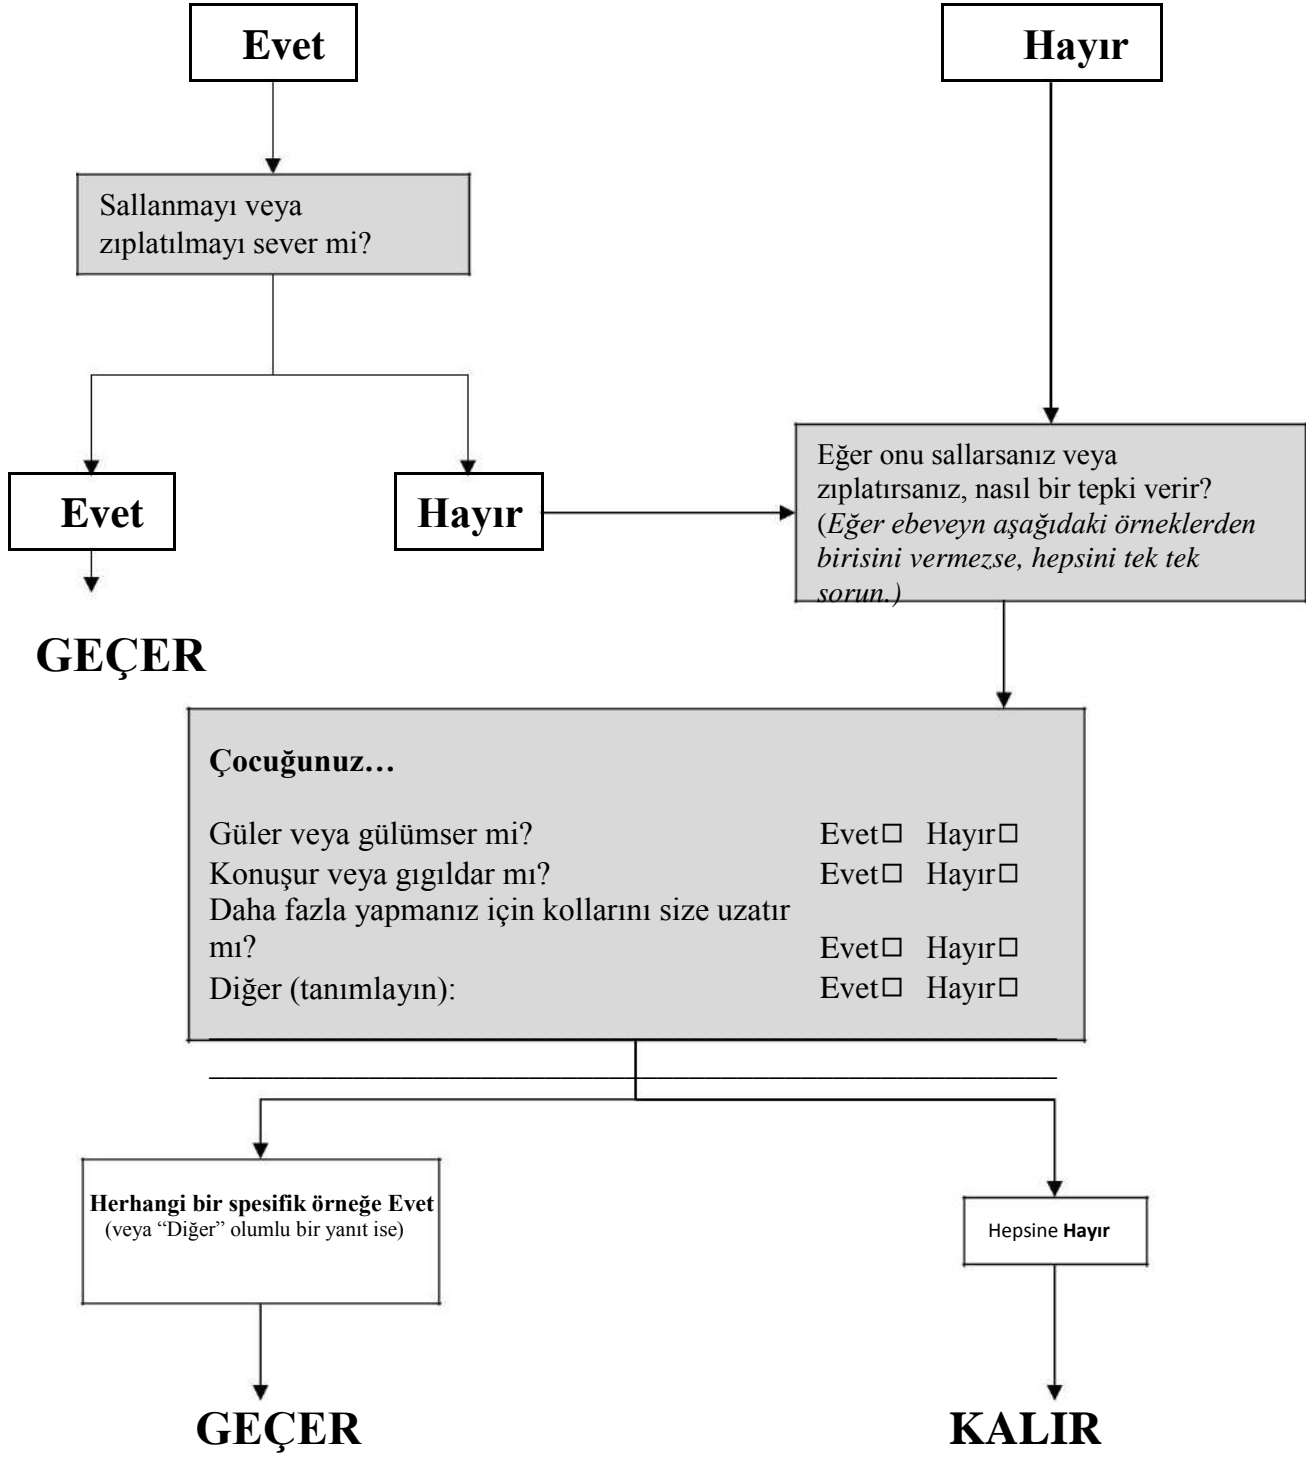 Evet
Hayır
Sallanmayı veya
zıplatılmayı sever mi?
Evet
Hayır
Eğer onu sallarsanız veya
zıplatırsanız, nasıl bir tepki verir?
(Eğer ebeveyn aşağıdaki örneklerden
birisini vermezse, hepsini tek tek
sorun.)
GEÇER
Çocuğunuz…
Güler veya gülümser mi? Evet□ Hayır□
Konuşur veya gıgıldar mı? Evet□ Hayır□
Daha fazla yapmanız için kollarını size uzatır
mı? Evet□ Hayır□
Diğer (tanımlayın): Evet□ Hayır□
Herhangi bir spesifik örneğe Evet
(veya “Diğer” olumlu bir yanıt ise)
Hepsine Hayır
GEÇER
KALIR